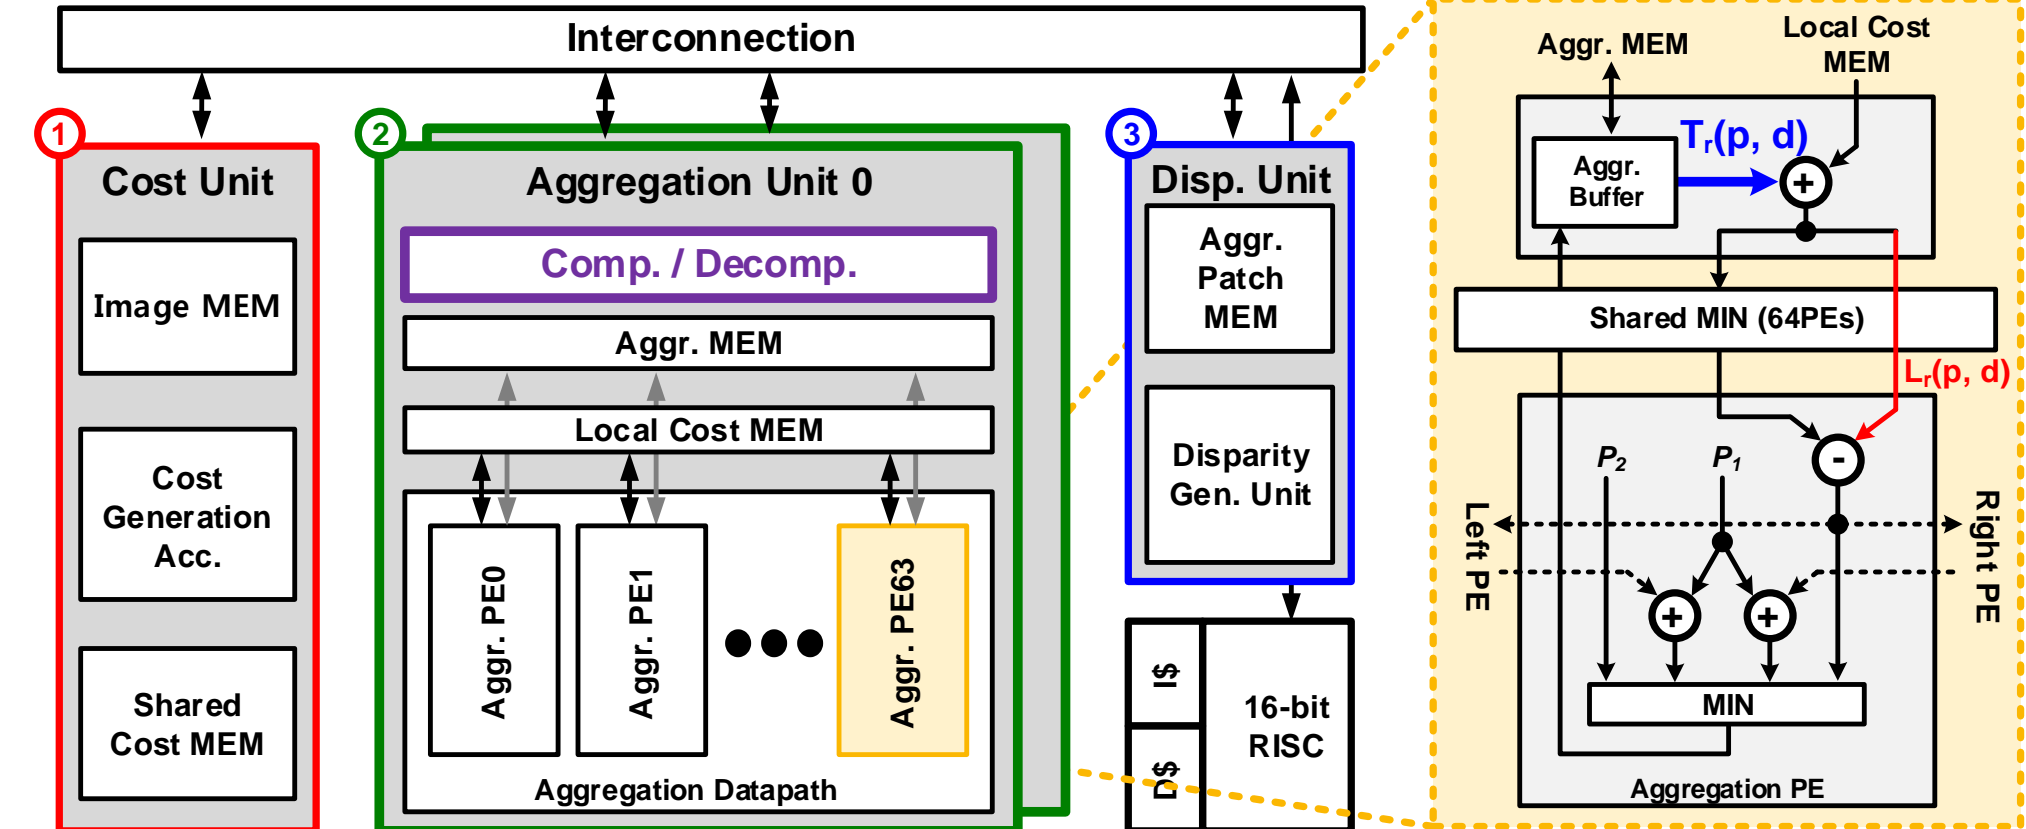 Interconnection
1
Cost Unit
Image MEM
Cost
Generation
Acc.
Shared
Cost MEM
2
Aggregation Unit 0
Comp. / Decomp.
Aggr. MEM
Local Cost MEM
Aggr. PE0
Aggr. PE1
Aggr. PE63
Aggregation Datapath
3
Disp. Unit
Aggr.
Patch
MEM
Disparity
Gen. Unit
I$
D$
16-bit
RISC
Aggr. MEM
Local Cost
MEM
Aggr.
Buffer
Tr(p, d)
+
Shared MIN (64PEs)
Lr(p, d)
P2
P1
-
Left PE
Right PE
+
+
MIN
Aggregation PE